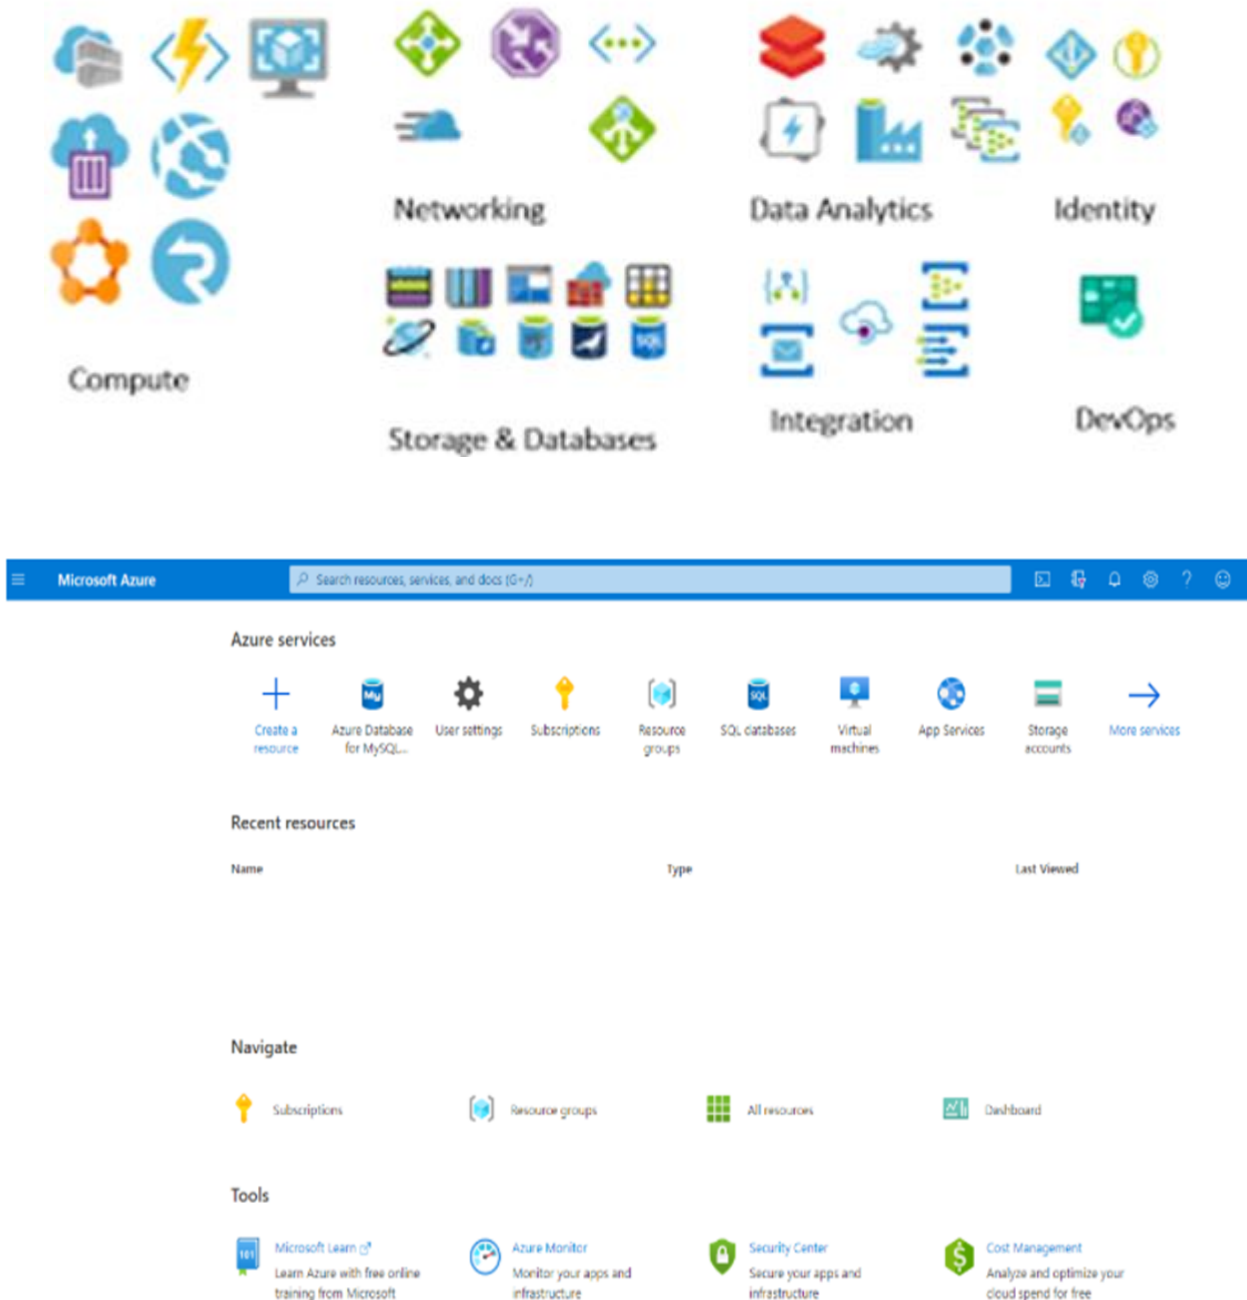 Networking
Data Analytics
Identity
Compute
Storage & Databases
SQL
Integration
DevOps
Microsoft Azure
Search resources, services, and docs (G+/)
Azure services
Create a
resource
My
Azure Database
for MySQL...
User settings
Subscriptions
Resource
groups
SQL
SQL databases
Virtual
machines
App Services
Storage
accounts
More services
Recent resources
Name
Type
Last Viewed
Navigate
Subscriptions
Resource groups
All resources
Dashboard
Tools
101
Microsoft Learn
Learn Azure with free online
training from Microsoft
Azure Monitor
Monitor your apps and
infrastructure
Security Center
Secure your apps and
infrastructure
Cost Management
Analyze and optimize your
cloud spend for free